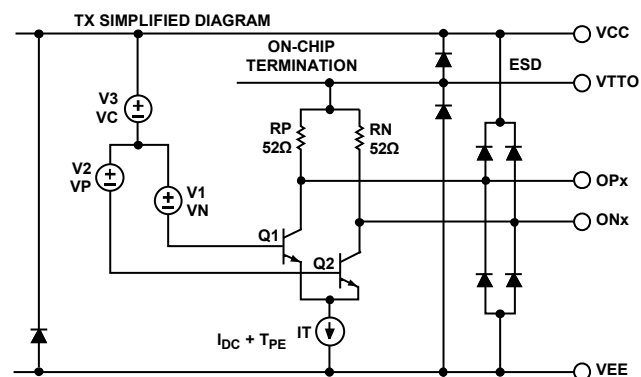 TX SIMPLIFIED DIAGRAM
VCC
ON-CHIP
TERMINATION
ESD
VTTO
V3
VC
RP
52Ω
RN
52Ω
V2
VP
V1
VN
OPx
ONx
Q1
Q2
IDC + TPE
IT
VEE